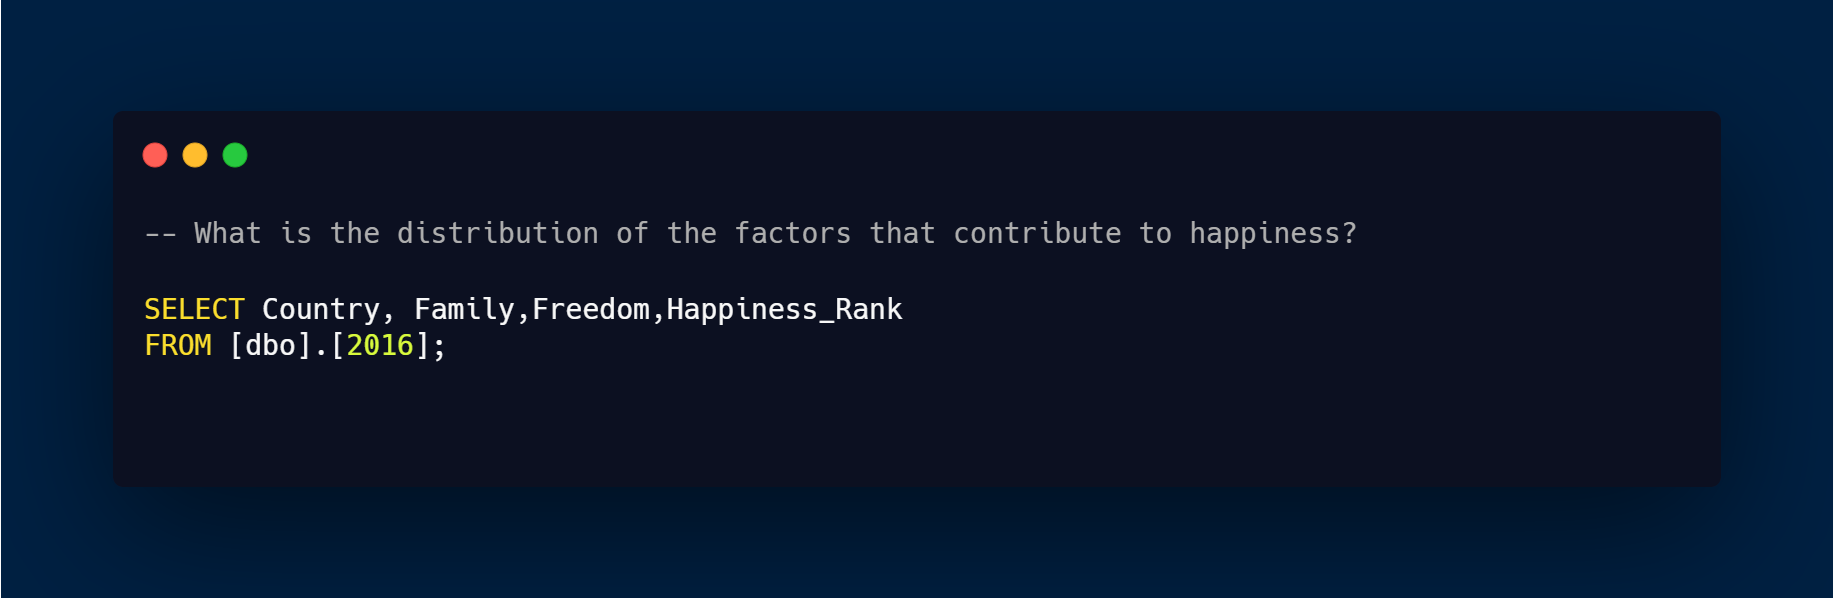 -- What is the distribution of the factors that contribute to happiness?
SELECT Country, Family,Freedom,Happiness_Rank
FROM [dbo].[2016];